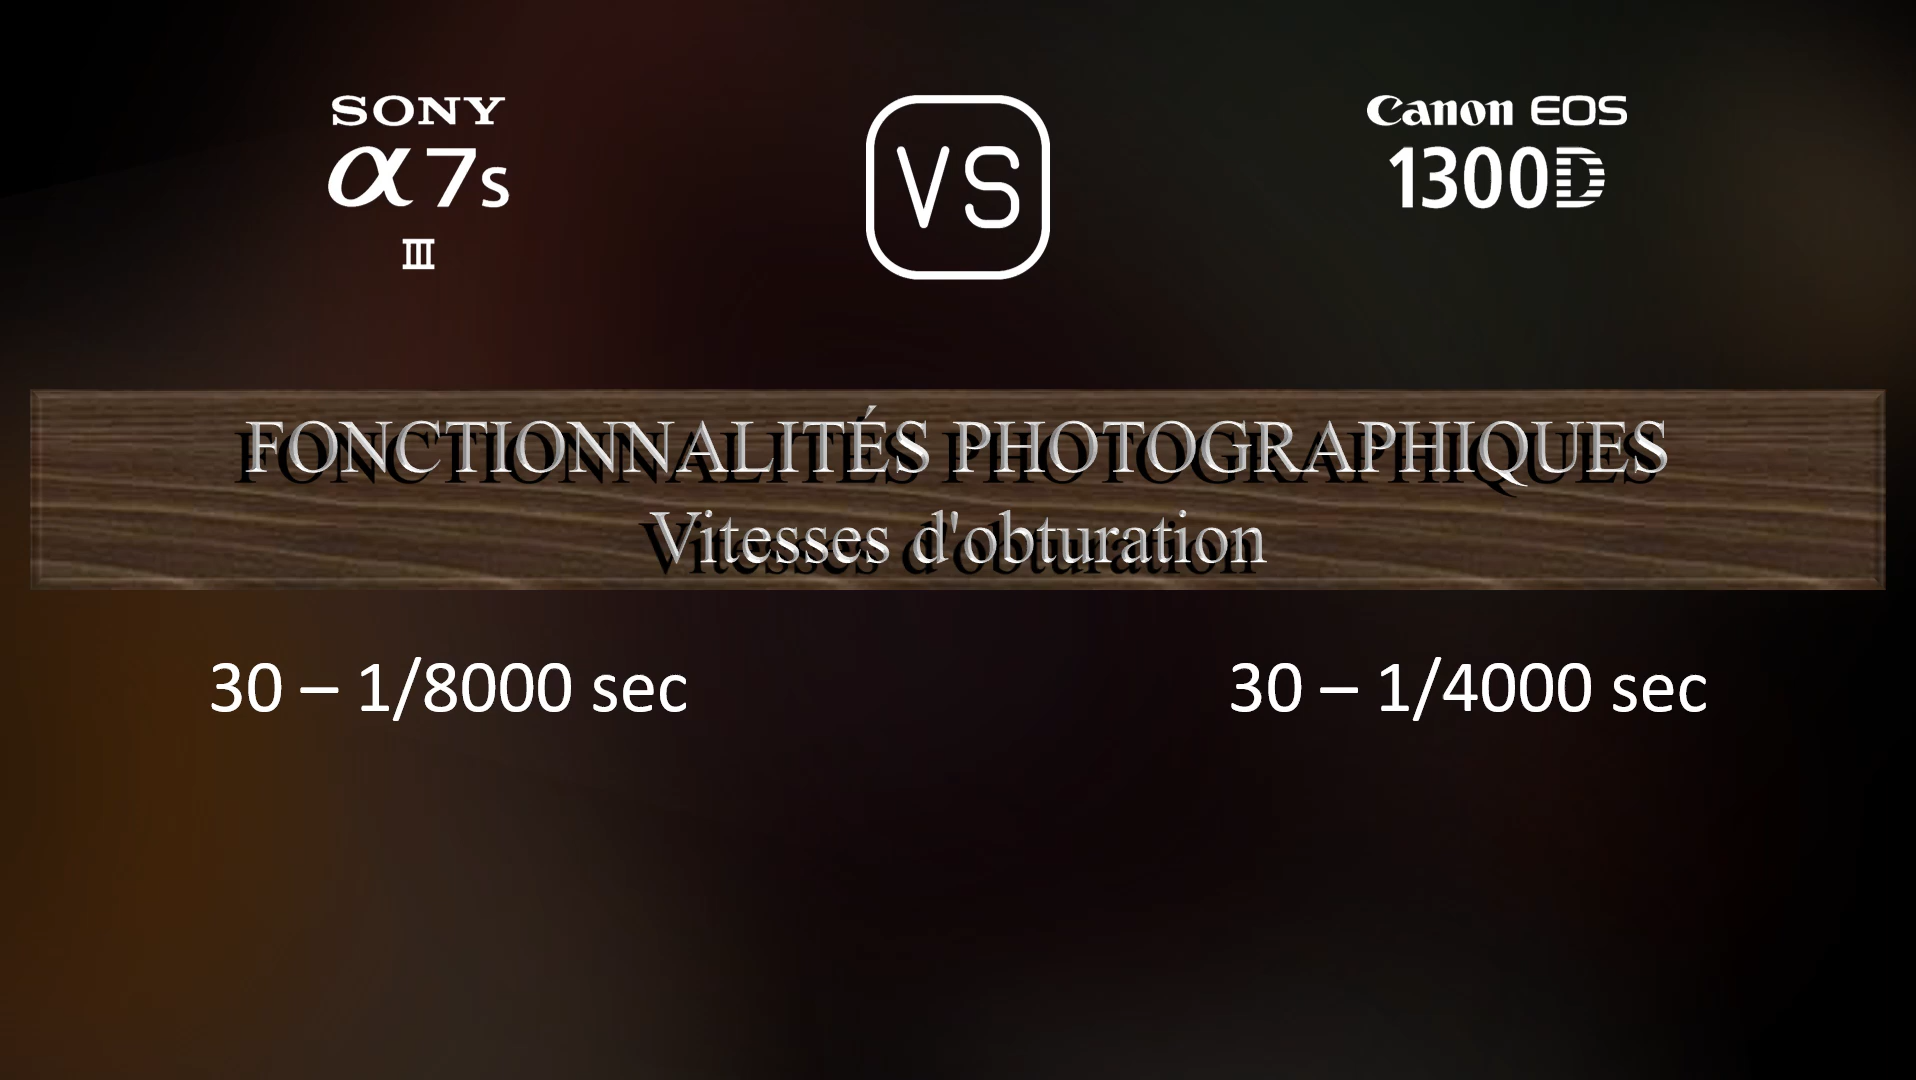 SONY
α7s
III
VS
Canon EOS
1300D
FONCTIONNALITÉS PHOTOGRAPHIQUES
Vitesses d'obturation
30 – 1/8000 sec
30 – 1/4000 sec